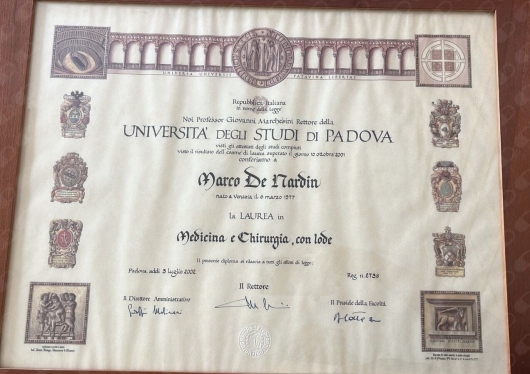 UNIVERSA UNIVERSIS PATAVINA LIBERTAS
Repubblica Italiana
in nome della legge
Noi Professor Giovanni Marchesini Rettore della
UNIVERSITA' DEGLI STUDI DI PADOVA
visti gli attestati degli studi compiuti
visto il risultato dell'esame di laurea superato il giorno 10 ottobre 2001
conferiamo a
Marco De Nardin
nato a Venaria, il 9 marzo 1977
la LAUREA in
Medicina e Chirurgia, con lode
Il presente diploma si rilascia a tutti gli effetti di legge.
Padova, addì 3 luglio 2002
Reg. n.
Il Rettore
Il Direttore Amministrativo
Il Preside della Facoltà